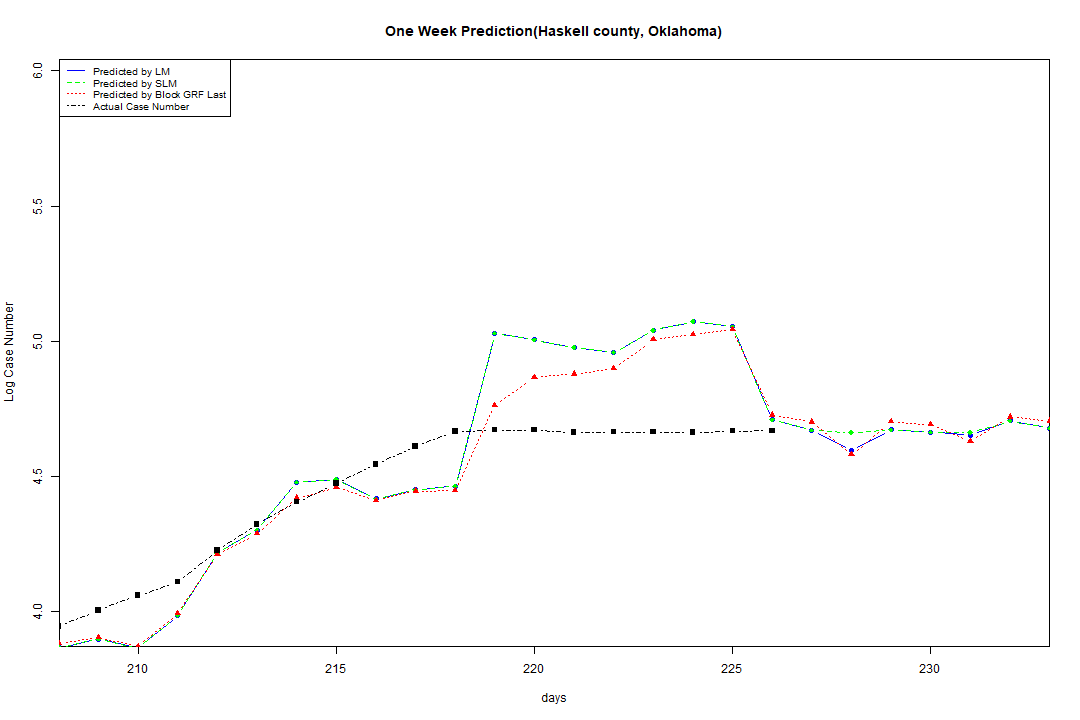 One Week Prediction(Haskell county, Oklahoma)
Predicted by LM
Predicted by SLM
Predicted by Block GRF Last
Actual Case Number
6.0
5.5
5.0
4.5
4.0
Log Case Number
210 215 220 225 230
days